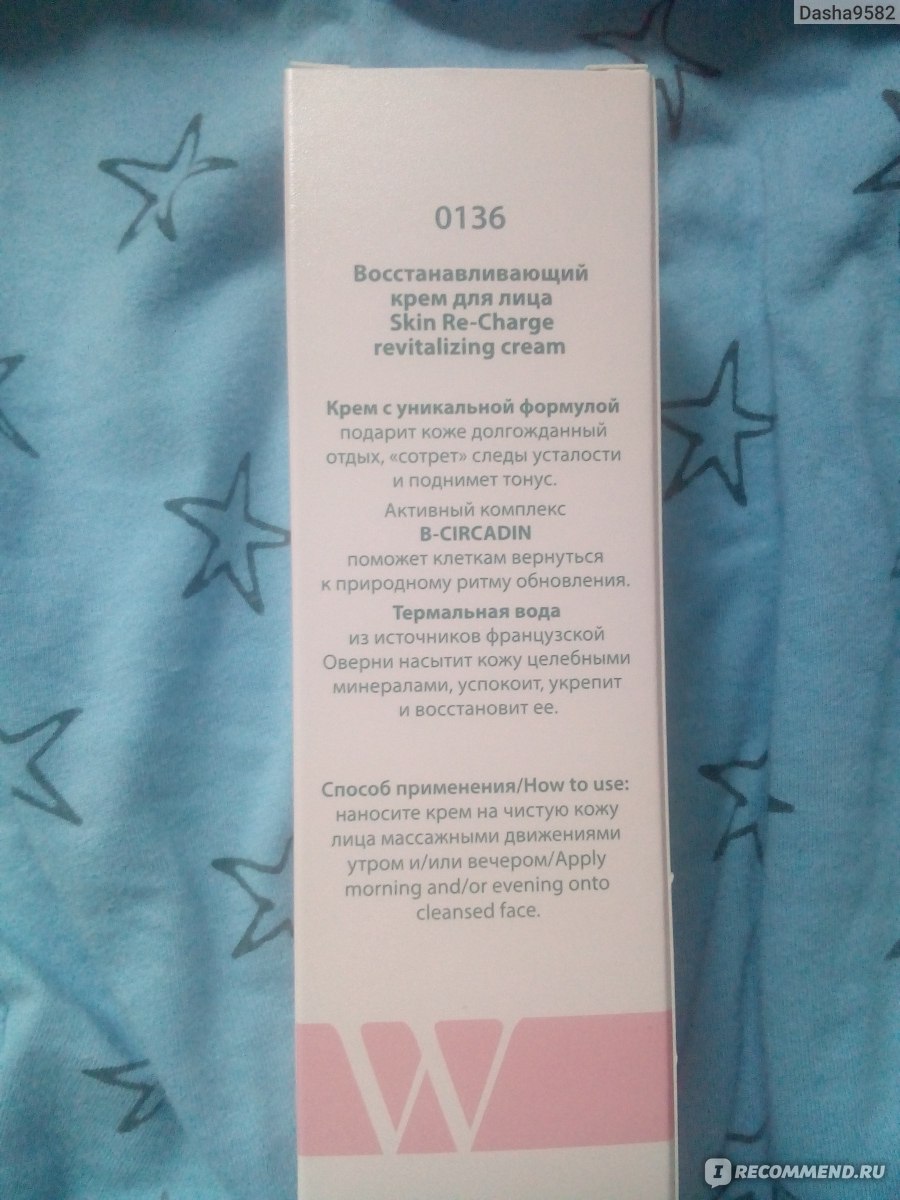 Dasha9582
0136
Восстанавливающий
крем для лица
Skin Re-Charge
revitalizing cream
Крем с уникальной формулой
подарит коже долгожданный
отдых, «сотрет» следы усталости
и поднимет тонус.
Активный комплекс
B-CIRCADIN
поможет клеткам вернуться
к природному ритму обновления.
Термальная вода
из источников французской
Оверни насытит кожу целебными
минералами, успокоит, укрепит
и восстановит ее.
Способ применения/How to use:
наносите крем на чистую кожу
лица массажными движениями
утром и/или вечером/Apply
morning and/or evening onto
cleansed face.
W
IRECOMMEND.RU